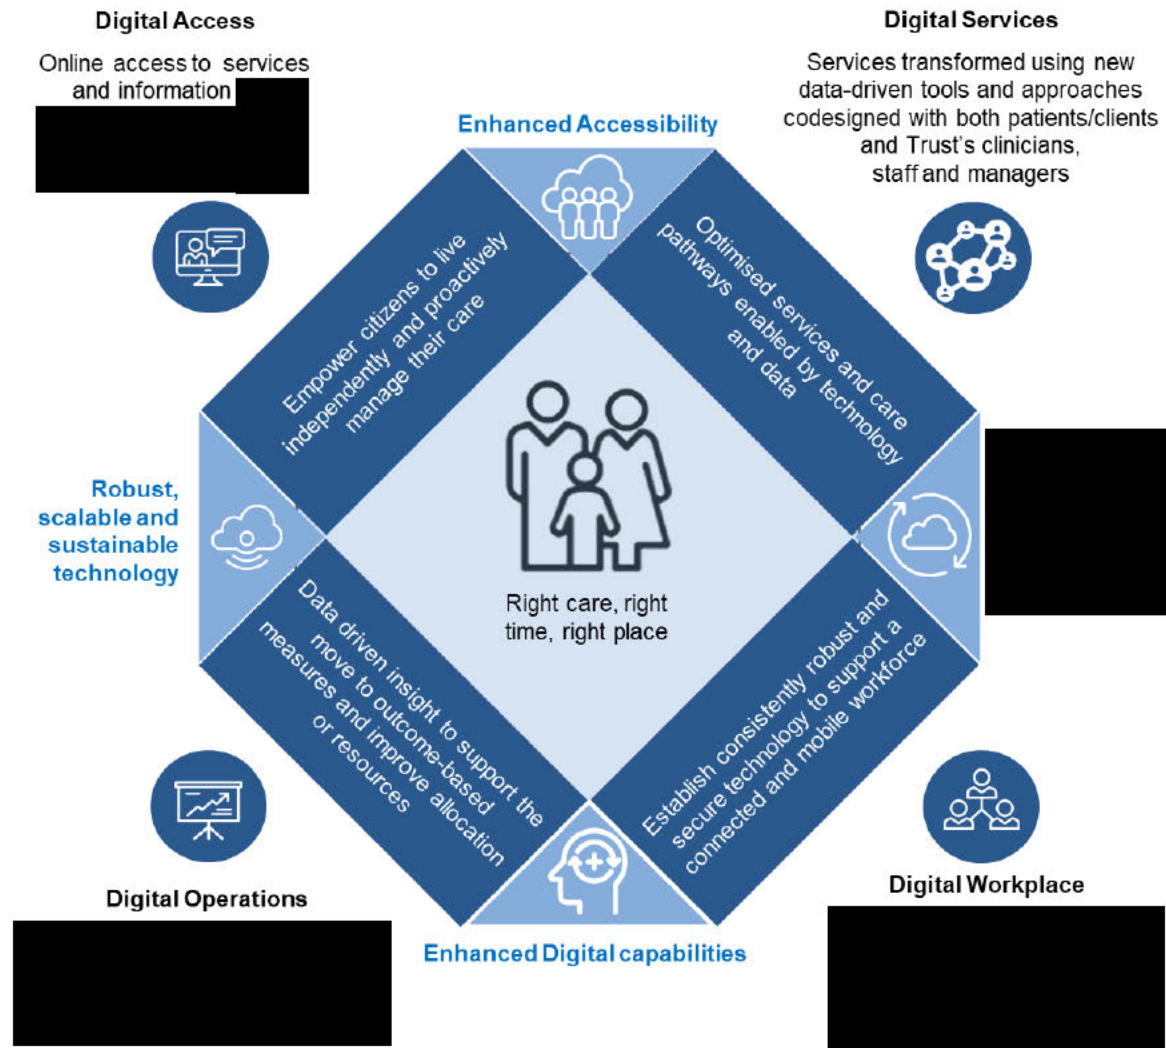 Digital Access
Online access to services
and information
Digital Services
Services transformed using new
data-driven tools and approaches
codesigned with both patients/clients
and Trust's clinicians,
staff and managers
Enhanced Accessibility
Empower citizens to live
independently and proactively
manage their care
Optimised services and care
pathways enabled by technology
and data
Robust,
scalable and
sustainable
technology
Right care, right
time, right place
Data driven insight to support the
move to outcome-based
measures and improve allocation
or resources
Establish consistently robust and
secure technology to support a
connected and mobile workforce
Digital Operations
Enhanced Digital capabilities
Digital Workplace